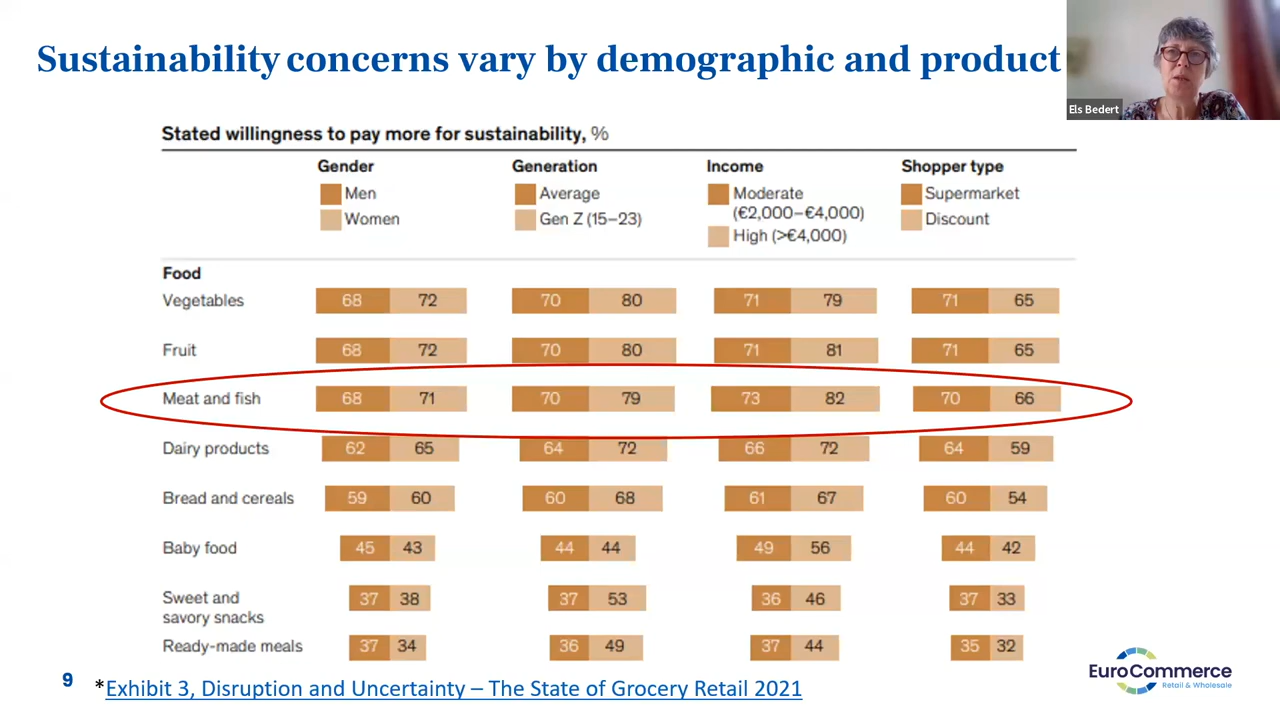 Sustainability concerns vary by demographic and product
Els Bedert
Stated willingness to pay more for sustainability, %
Gender Generation Income Shopper type
Men Average Moderate Supermarket
(€2,000–€4,000)
Women Gen Z (15–23) Discount
High (>€4,000)
Food
Vegetables 68 72 70 80 71 79 71 65
Fruit 68 72 70 80 71 81 71 65
Meat and fish 68 71 70 79 73 82 70 66
Dairy products 62 65 64 72 66 72 64 59
Bread and cereals 59 60 60 68 61 67 60 54
Baby food 45 43 44 44 49 56 44 42
Sweet and 37 38 37 53 36 46 37 33
savory snacks
Ready-made meals 37 34 36 49 37 44 35 32
EuroCommerce
Retail & Wholesale
9 *Exhibit 3, Disruption and Uncertainty – The State of Grocery Retail 2021